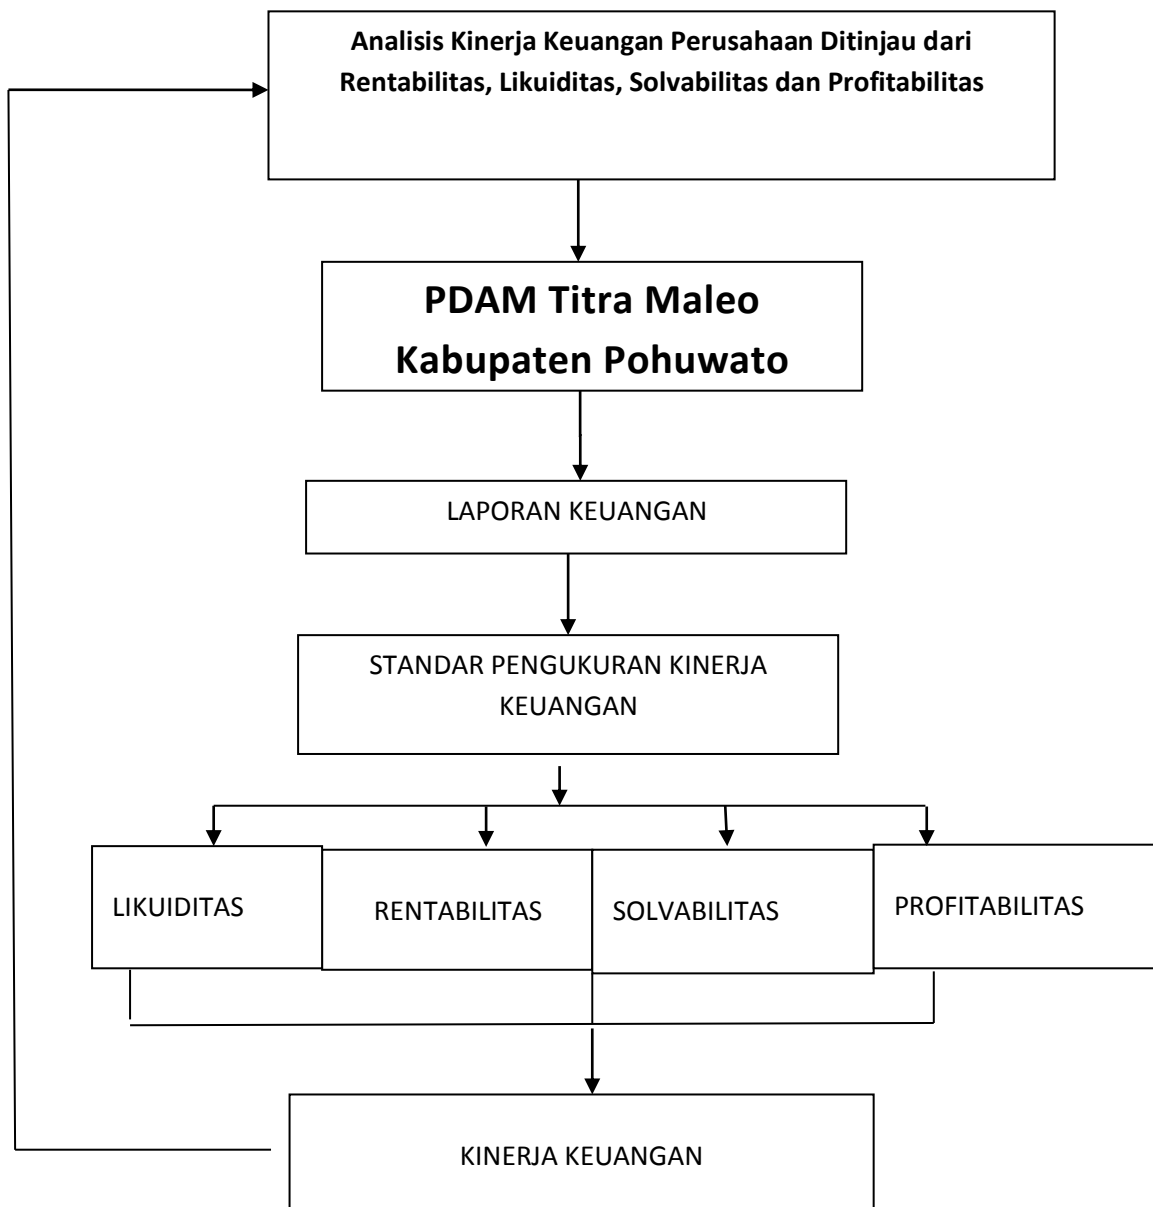 Analisis Kinerja Keuangan Perusahaan Ditinjau dari
Rentabilitas, Likuiditas, Solvabilitas dan Profitabilitas
PDAM Titra Maleo
Kabupaten Pohuwato
LAPORAN KEUANGAN
STANDAR PENGUKURAN KINERJA
KEUANGAN
LIKUIDITAS
RENTABILITAS
SOLVABILITAS
PROFITABILITAS
KINERJA KEUANGAN